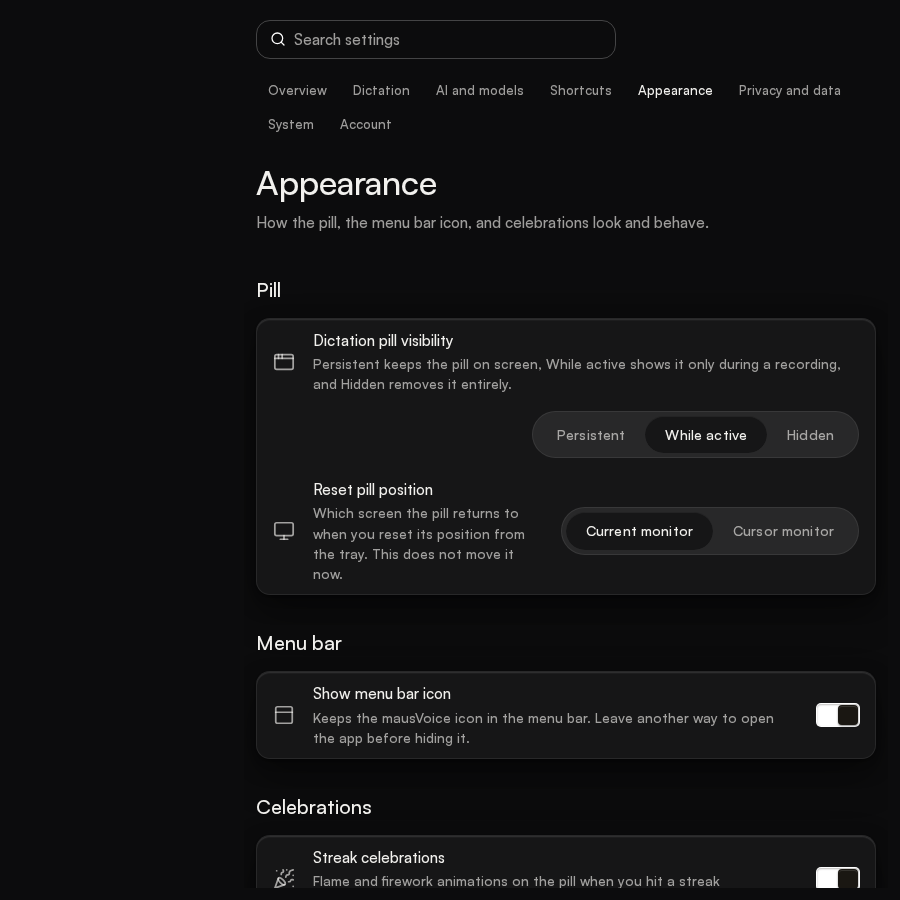 Search settings
Overview Dictation AI and models Shortcuts Appearance Privacy and data
System Account
Appearance
How the pill, the menu bar icon, and celebrations look and behave.
Pill
Dictation pill visibility
Persistent keeps the pill on screen, While active shows it only during a recording,
and Hidden removes it entirely.
Persistent While active Hidden
Reset pill position
Which screen the pill returns to
when you reset its position from
the tray. This does not move it
now.
Current monitor Cursor monitor
Menu bar
Show menu bar icon
Keeps the mausVoice icon in the menu bar. Leave another way to open
the app before hiding it.
Celebrations
Streak celebrations
Flame and firework animations on the pill when you hit a streak